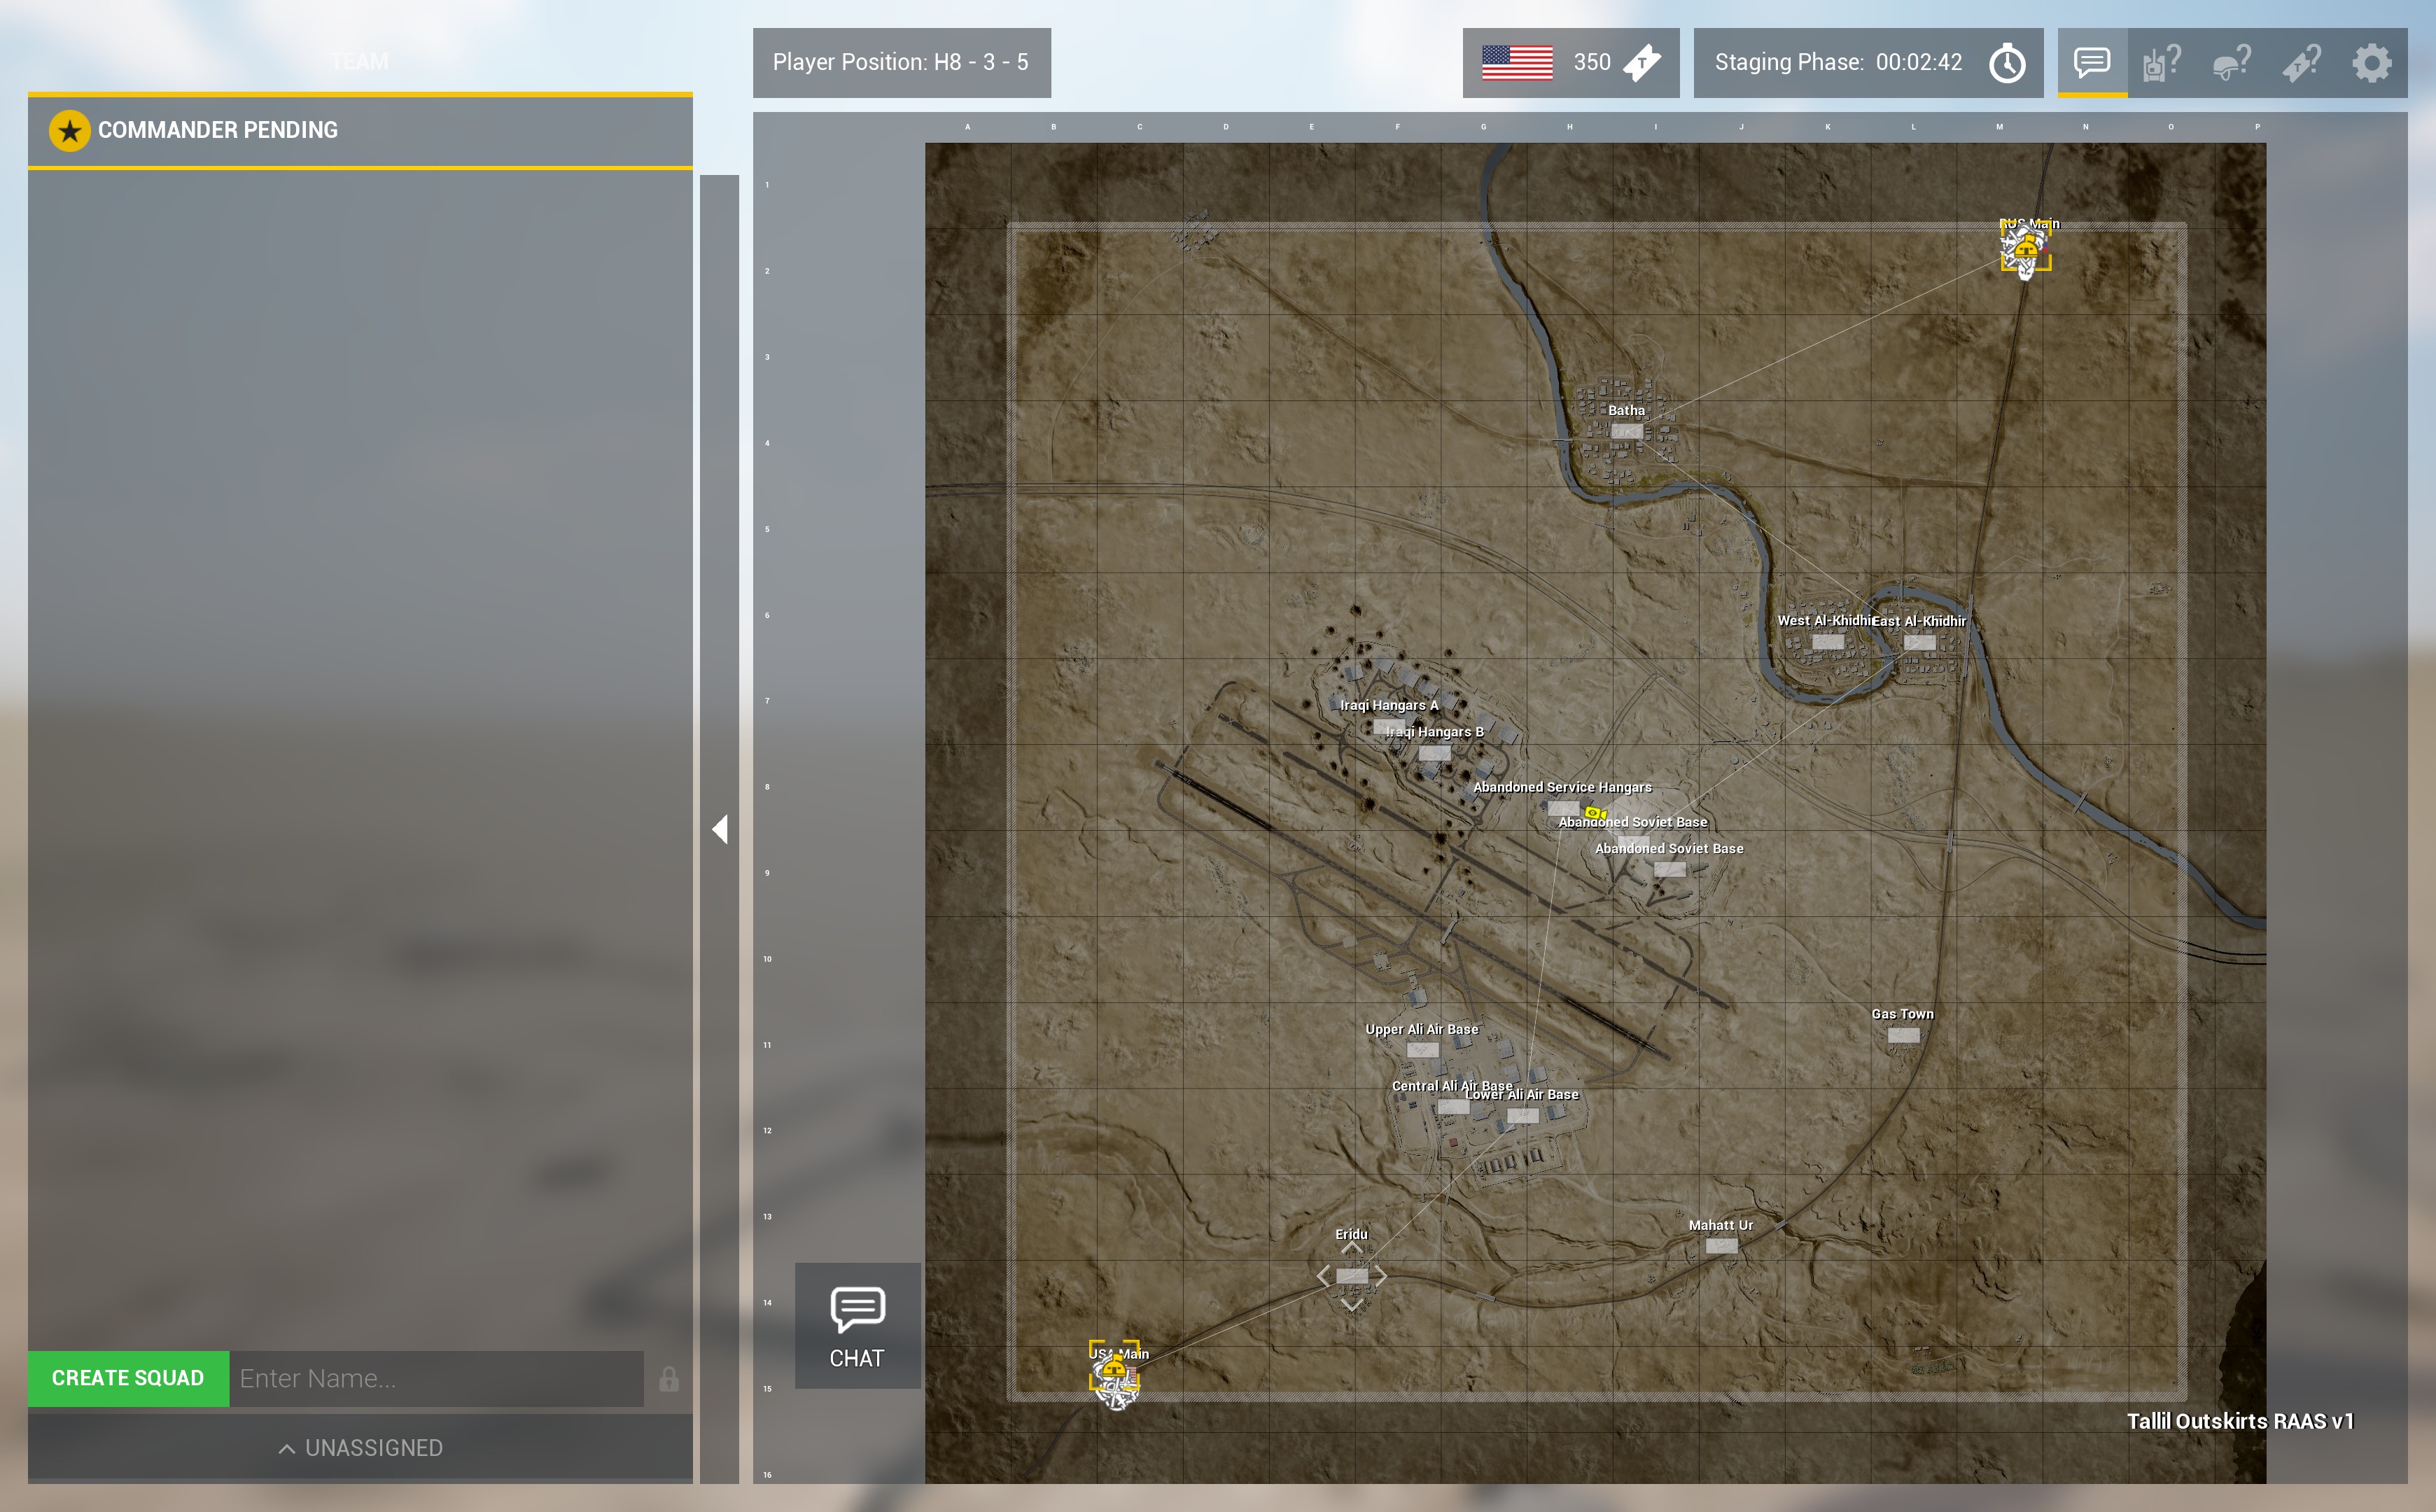 TEAM
COMMANDER PENDING
Player Position: H8 - 3 - 5
350
Staging Phase: 00:02:42
A B C D E F G H I J K L M N O P
1
2
3
4
5
6
7
8
9
10
11
12
13
14
15
16
RUS Main
Batha
West Al-Khidhir
East Al-Khidhir
Iraqi Hangars A
Iraqi Hangars B
Abandoned Service Hangars
Abandoned Soviet Base
Abandoned Soviet Base
Gas Town
Upper Ali Air Base
Central Ali Air Base
Lower Ali Air Base
Mahatt Ur
Eridu
USA Main
Tallil Outskirts RAAS v1
CHAT
CREATE SQUAD
Enter Name...
UNASSIGNED